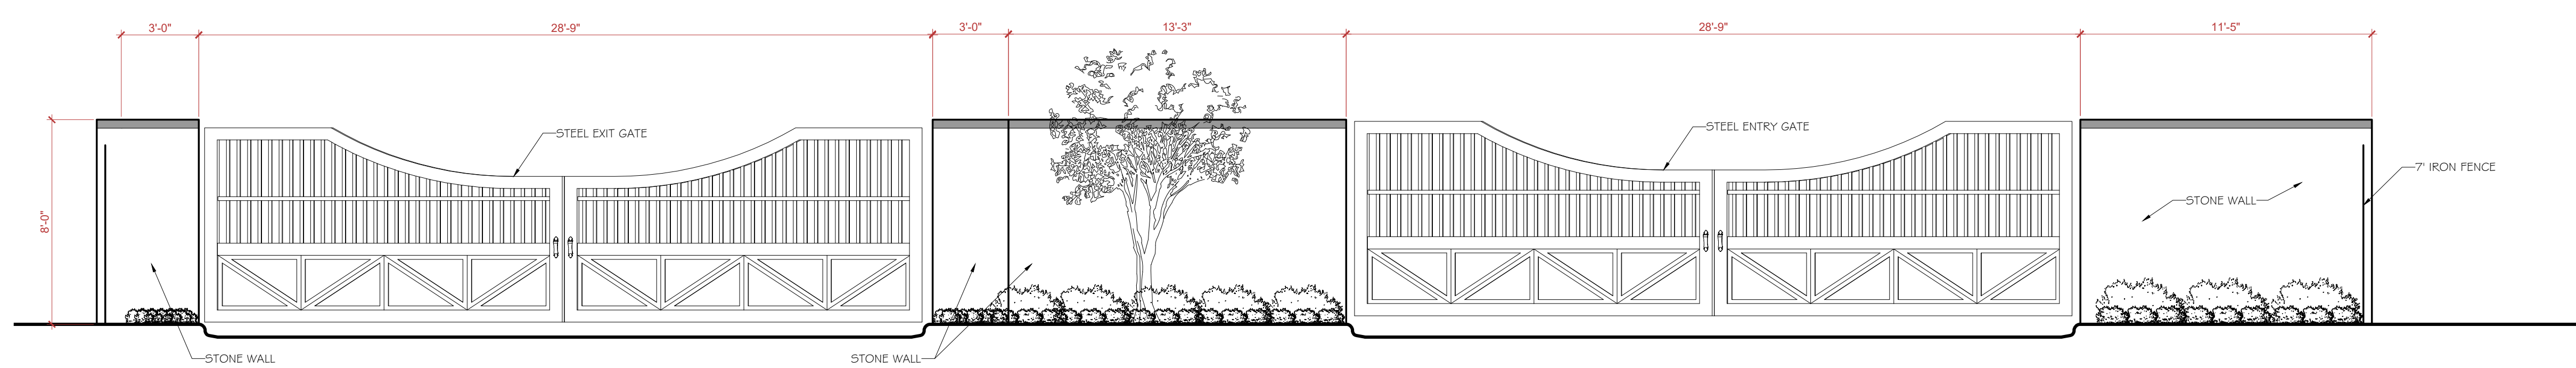 3'-0"
28'-9"
3'-0"
13'-3"
28'-9"
11'-5"
STEEL EXIT GATE
STEEL ENTRY GATE
7' IRON FENCE
STONE WALL
8'-0"
STONE WALL
STONE WALL